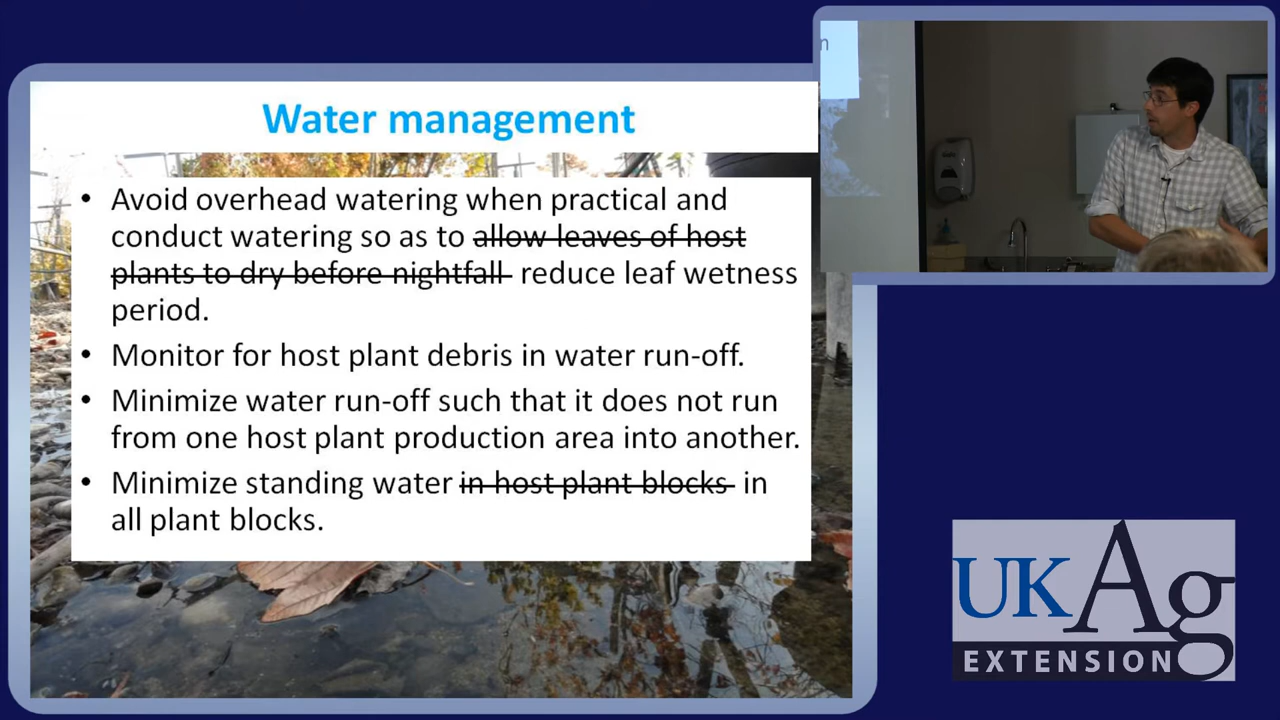 Water management
• Avoid overhead watering when practical and
conduct watering so as to allow leaves of host
plants to dry before nightfall reduce leaf wetness
period.
• Monitor for host plant debris in water run-off.
• Minimize water run-off such that it does not run
from one host plant production area into another.
• Minimize standing water in host plant blocks in
all plant blocks.
n
UK Ag
EXTENSION